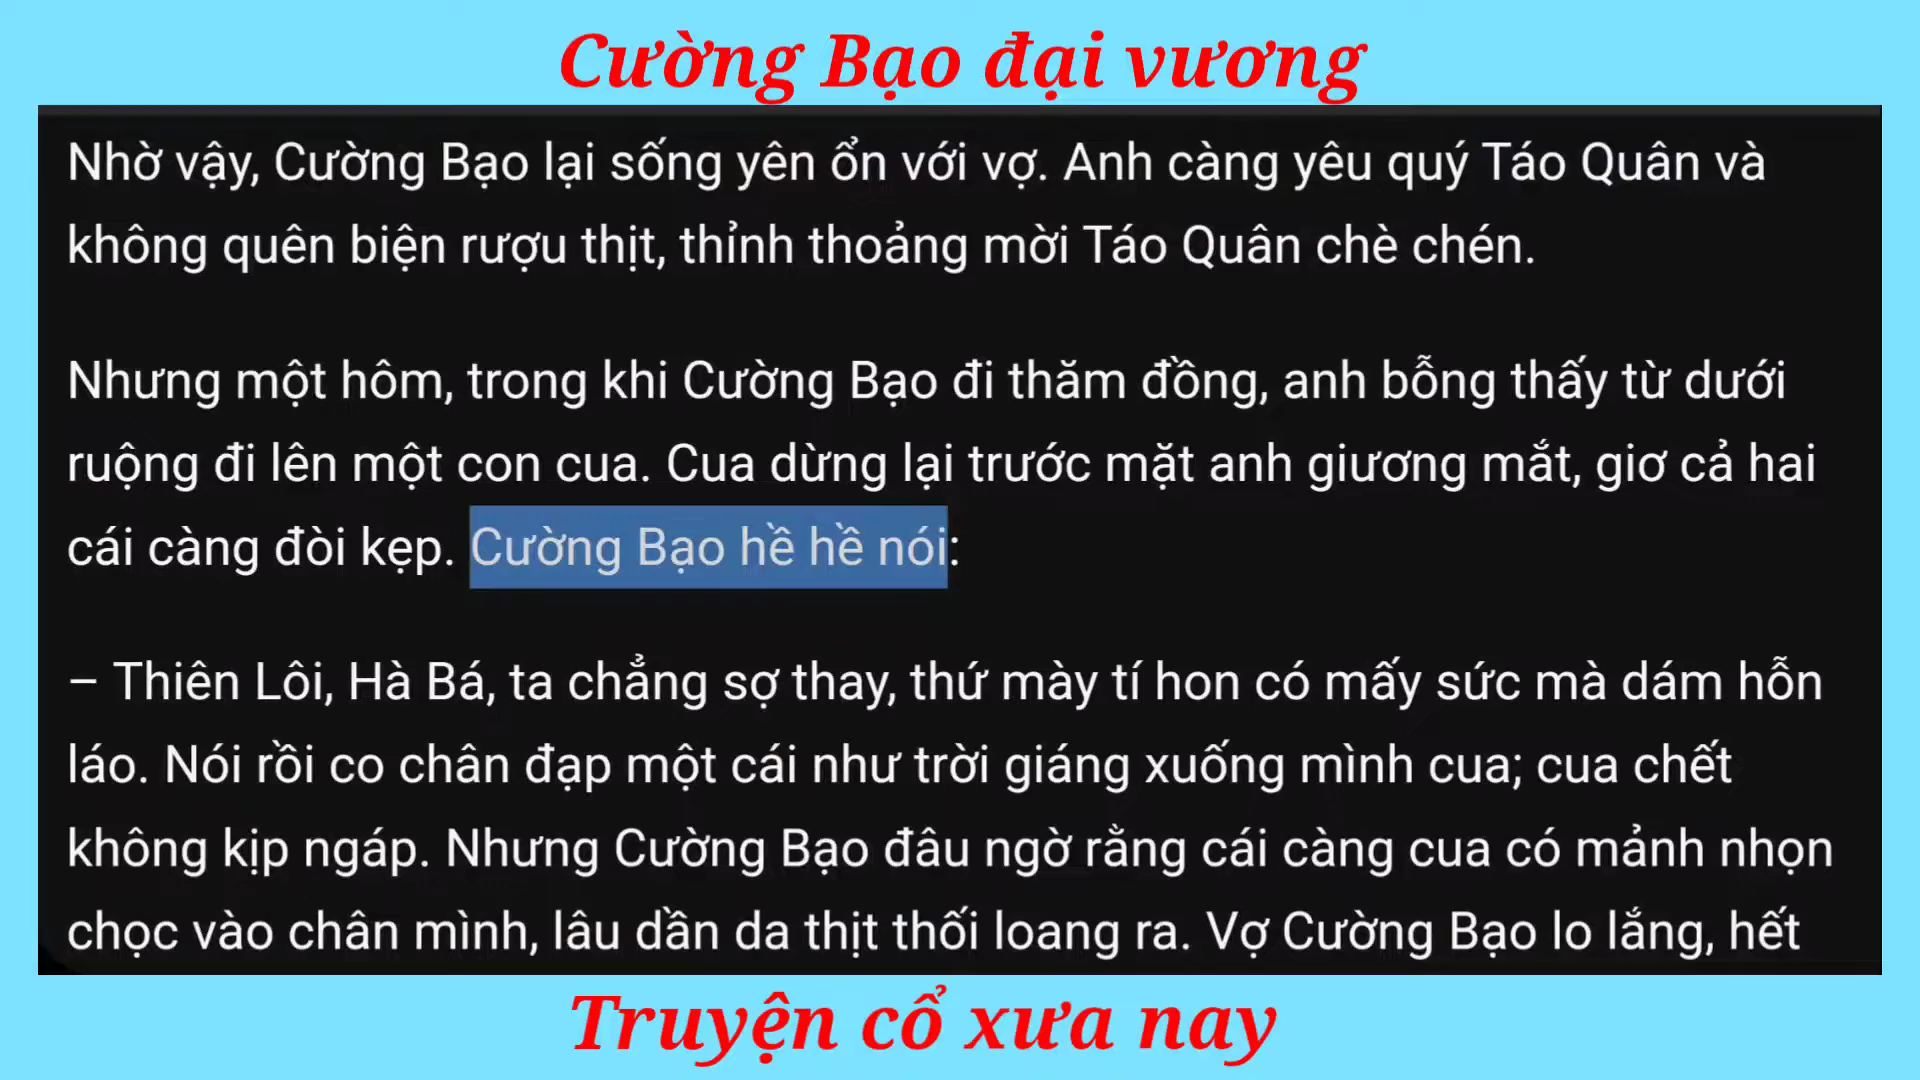 Cường Bạo đại vương
Nhờ vậy, Cường Bạo lại sống yên ổn với vợ. Anh càng yêu quý Táo Quân và
không quên biện rượu thịt, thỉnh thoảng mời Táo Quân chè chén.
Nhưng một hôm, trong khi Cường Bạo đi thăm đồng, anh bỗng thấy từ dưới
ruộng đi lên một con cua. Cua dừng lại trước mặt anh giương mắt, giơ cả hai
cái càng đòi kẹp. Cường Bạo hề hề nói:
– Thiên Lôi, Hà Bá, ta chẳng sợ thay, thứ mày tí hon có mấy sức mà dám hỗn
láo. Nói rồi co chân đạp một cái như trời giáng xuống mình cua; cua chết
không kịp ngáp. Nhưng Cường Bạo đâu ngờ rằng cái càng cua có mảnh nhọn
chọc vào chân mình, lâu dần da thịt thối loang ra. Vợ Cường Bạo lo lắng, hết
Truyện cổ xưa nay